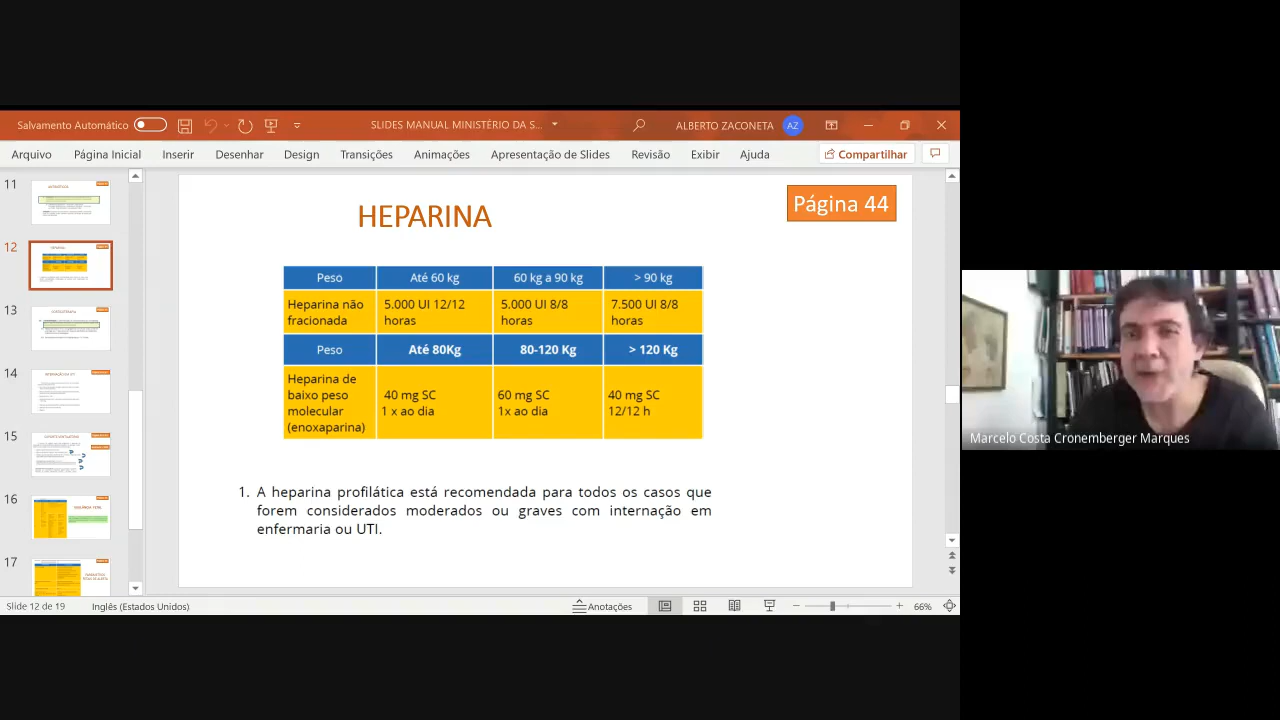 Salvamento Automático
SLIDES MANUAL MINISTÉRIO DA S...
ALBERTO ZACONETA
AZ
Arquivo
Página Inicial
Inserir
Desenhar
Design
Transições
Animações
Apresentação de Slides
Revisão
Exibir
Ajuda
Compartilhar
11
12
13
14
15
16
17
HEPARINA
Página 44
Peso
Até 60 kg
60 kg a 90 kg
> 90 kg
Heparina não
fracionada
5.000 UI 12/12
horas
5.000 UI 8/8
horas
7.500 UI 8/8
horas
Peso
Até 80Kg
80-120 Kg
> 120 Kg
Heparina de
baixo peso
molecular
(enoxaparina)
40 mg SC
1 x ao dia
60 mg SC
1x ao dia
40 mg SC
12/12 h
1. A heparina profilática está recomendada para todos os casos que
forem considerados moderados ou graves com internação em
enfermaria ou UTI.
Marcelo Costa Cronemberger Marques
Slide 12 de 19
Inglês (Estados Unidos)
Anotações
66%